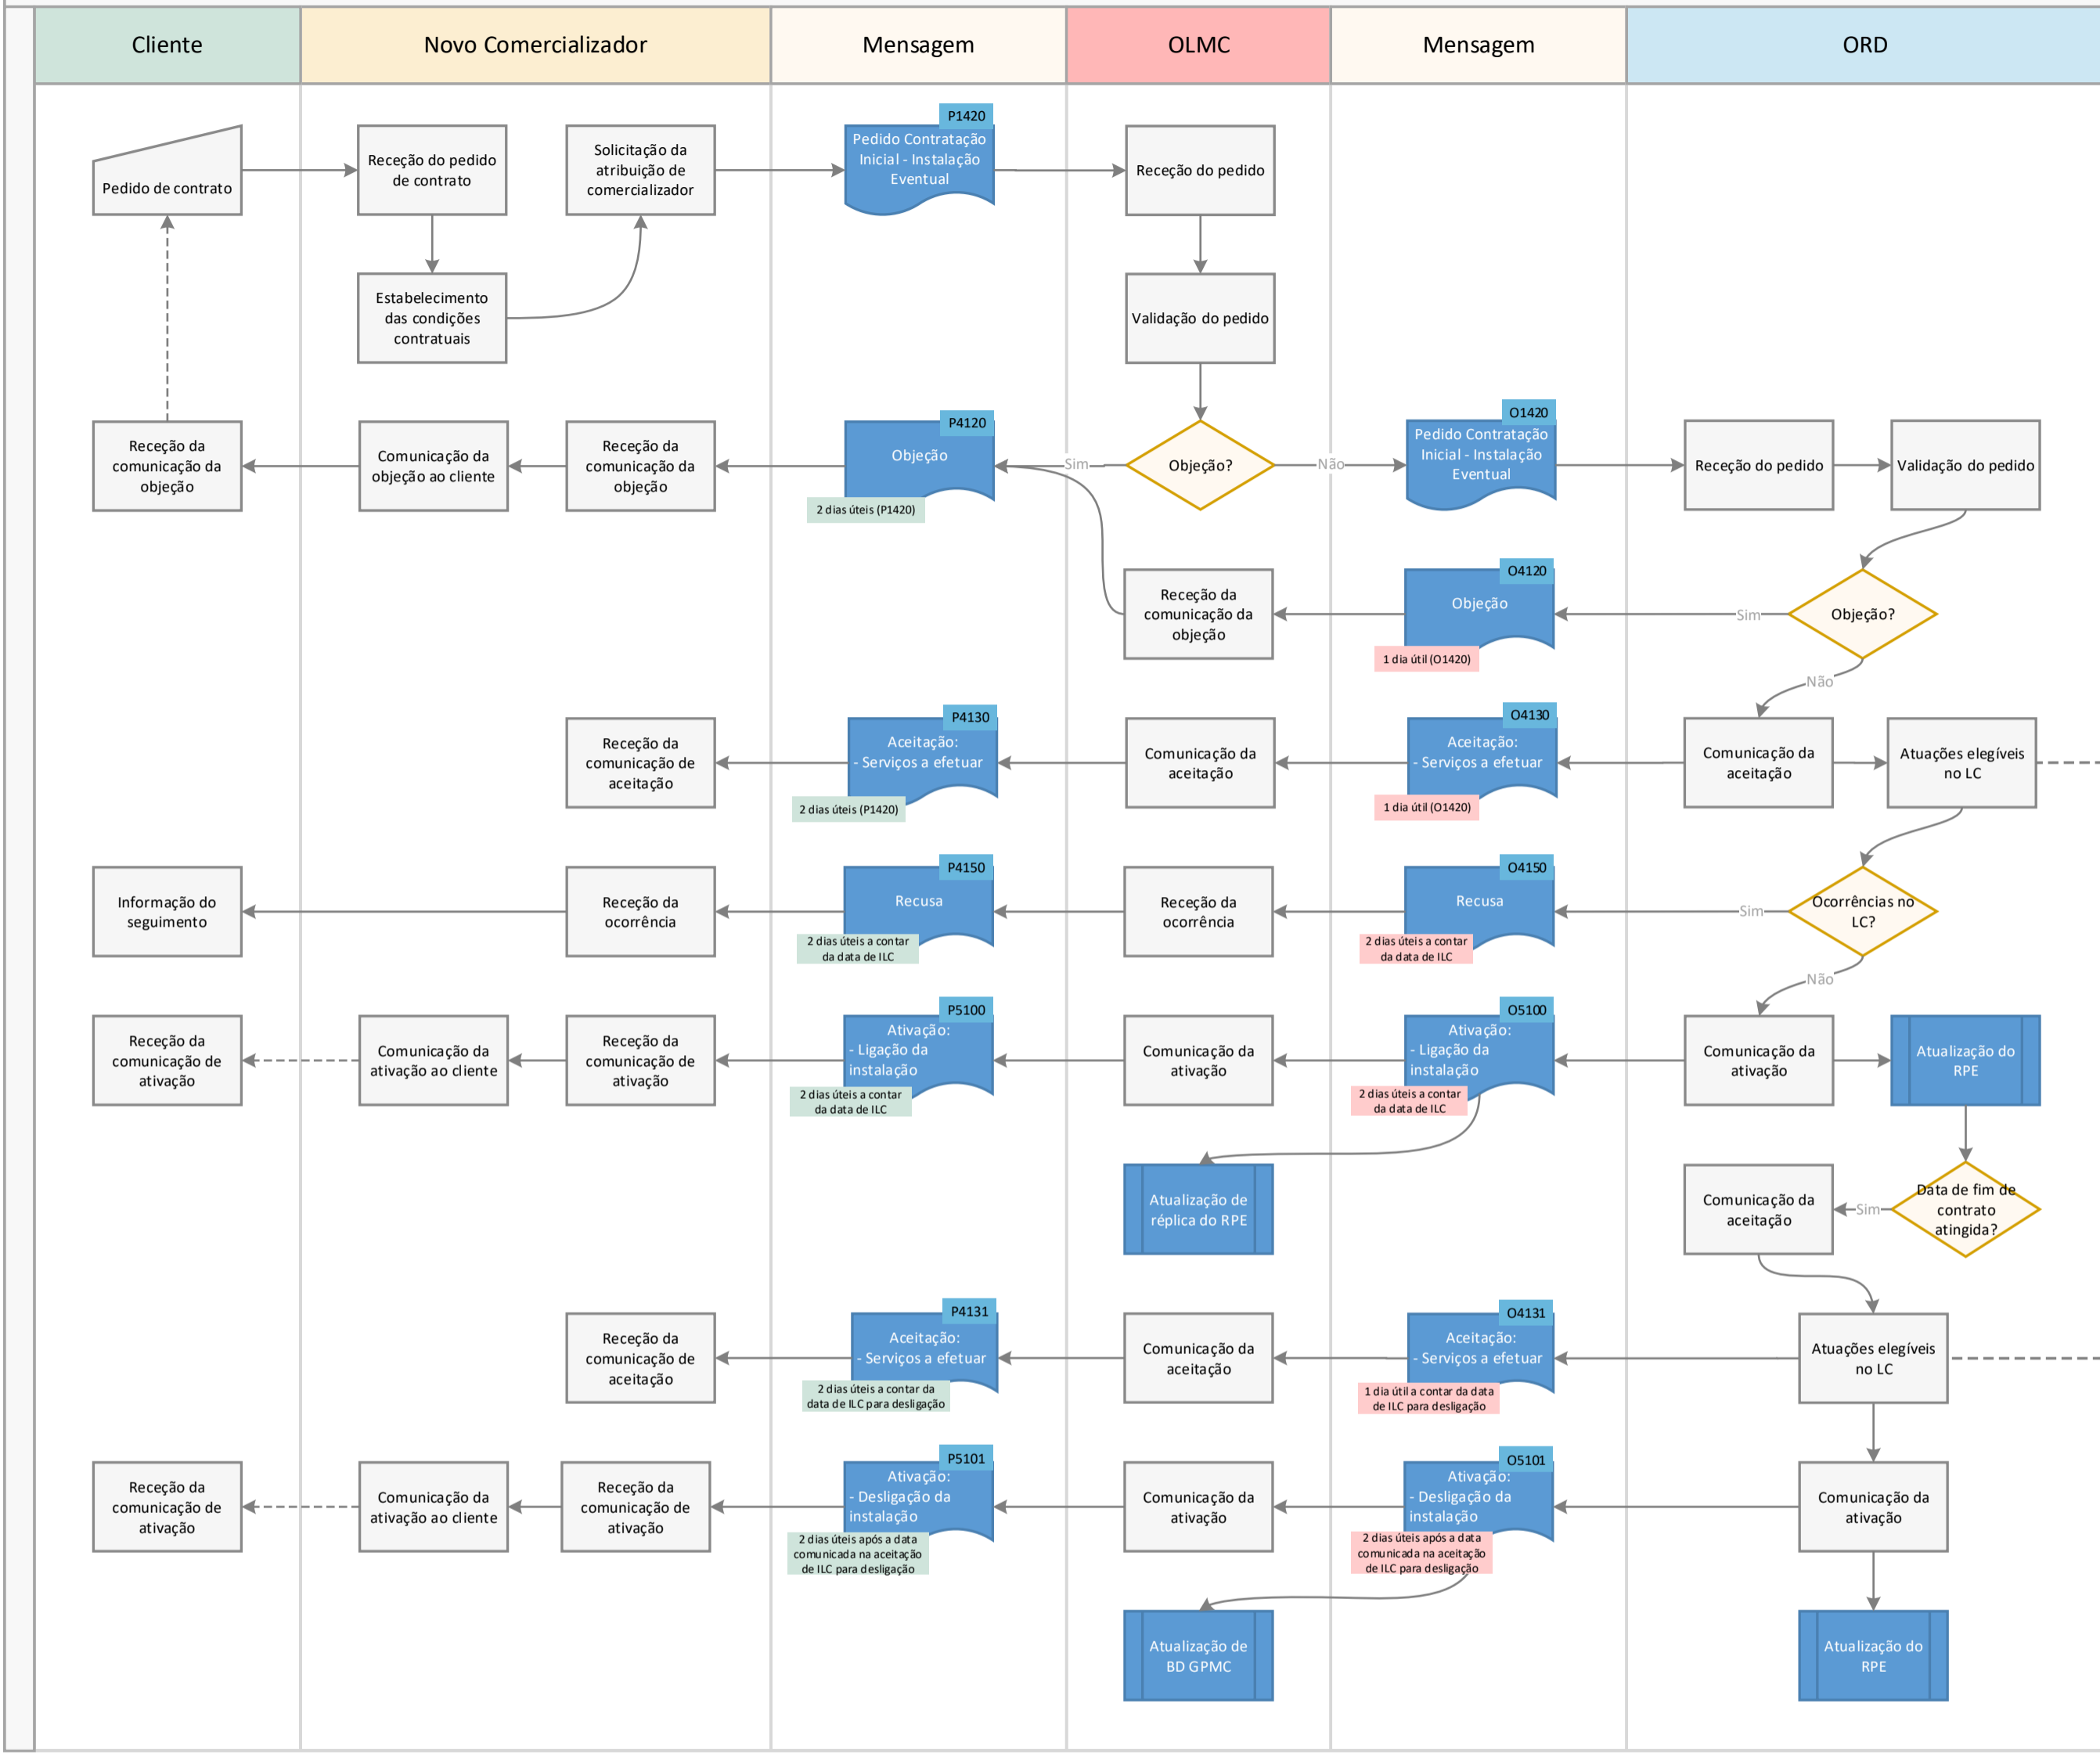 Cliente
Novo Comercializador
Mensagem
OLMC
Mensagem
ORD
Pedido de contrato
Receção do pedido
de contrato
Solicitação da
atribuição de
comercializador
P1420
Pedido Contratação
Inicial - Instalação
Eventual
Receção do pedido
Estabelecimento
das condições
contratuais
Validação do pedido
Receção da
comunicação da
objeção
Comunicação da
objeção ao cliente
Receção da
comunicação da
objeção
P4120
Objeção
2 dias úteis (P1420)
Sim
Objeção?
Não
O1420
Pedido Contratação
Inicial - Instalação
Eventual
Receção do pedido
Validação do pedido
Receção da
comunicação da
objeção
O4120
Objeção
1 dia útil (O1420)
Sim
Objeção?
Não
Receção da
comunicação de
aceitação
P4130
Aceitação:
- Serviços a efetuar
2 dias úteis (P1420)
Comunicação da
aceitação
O4130
Aceitação:
- Serviços a efetuar
1 dia útil (O1420)
Comunicação da
aceitação
Atuações elegíveis
no LC
Informação do
seguimento
Receção da
ocorrência
P4150
Recusa
2 dias úteis a contar
da data de ILC
Receção da
ocorrência
O4150
Recusa
2 dias úteis a contar
da data de ILC
Sim
Ocorrências no
LC?
Não
Receção da
comunicação de
ativação
Comunicação da
ativação ao cliente
Receção da
comunicação de
ativação
P5100
Ativação:
- Ligação da
instalação
2 dias úteis a contar
da data de ILC
Comunicação da
ativação
O5100
Ativação:
- Ligação da
instalação
2 dias úteis a contar
da data de ILC
Comunicação da
ativação
Atualização do
RPE
Atualização de
réplica do RPE
Comunicação da
aceitação
Sim
Data de fim de
contrato
atingida?
Receção da
comunicação de
aceitação
P4131
Aceitação:
- Serviços a efetuar
2 dias úteis a contar da
data de ILC para desligação
Comunicação da
aceitação
O4131
Aceitação:
- Serviços a efetuar
1 dia útil a contar da data
de ILC para desligação
Atuações elegíveis
no LC
Receção da
comunicação de
ativação
Comunicação da
ativação ao cliente
Receção da
comunicação de
ativação
P5101
Ativação:
- Desligação da
instalação
2 dias úteis após a data
comunicada na aceitação
de ILC para desligação
Comunicação da
ativação
O5101
Ativação:
- Desligação da
instalação
2 dias úteis após a data
comunicada na aceitação
de ILC para desligação
Comunicação da
ativação
Atualização de
BD GPMC
Atualização do
RPE